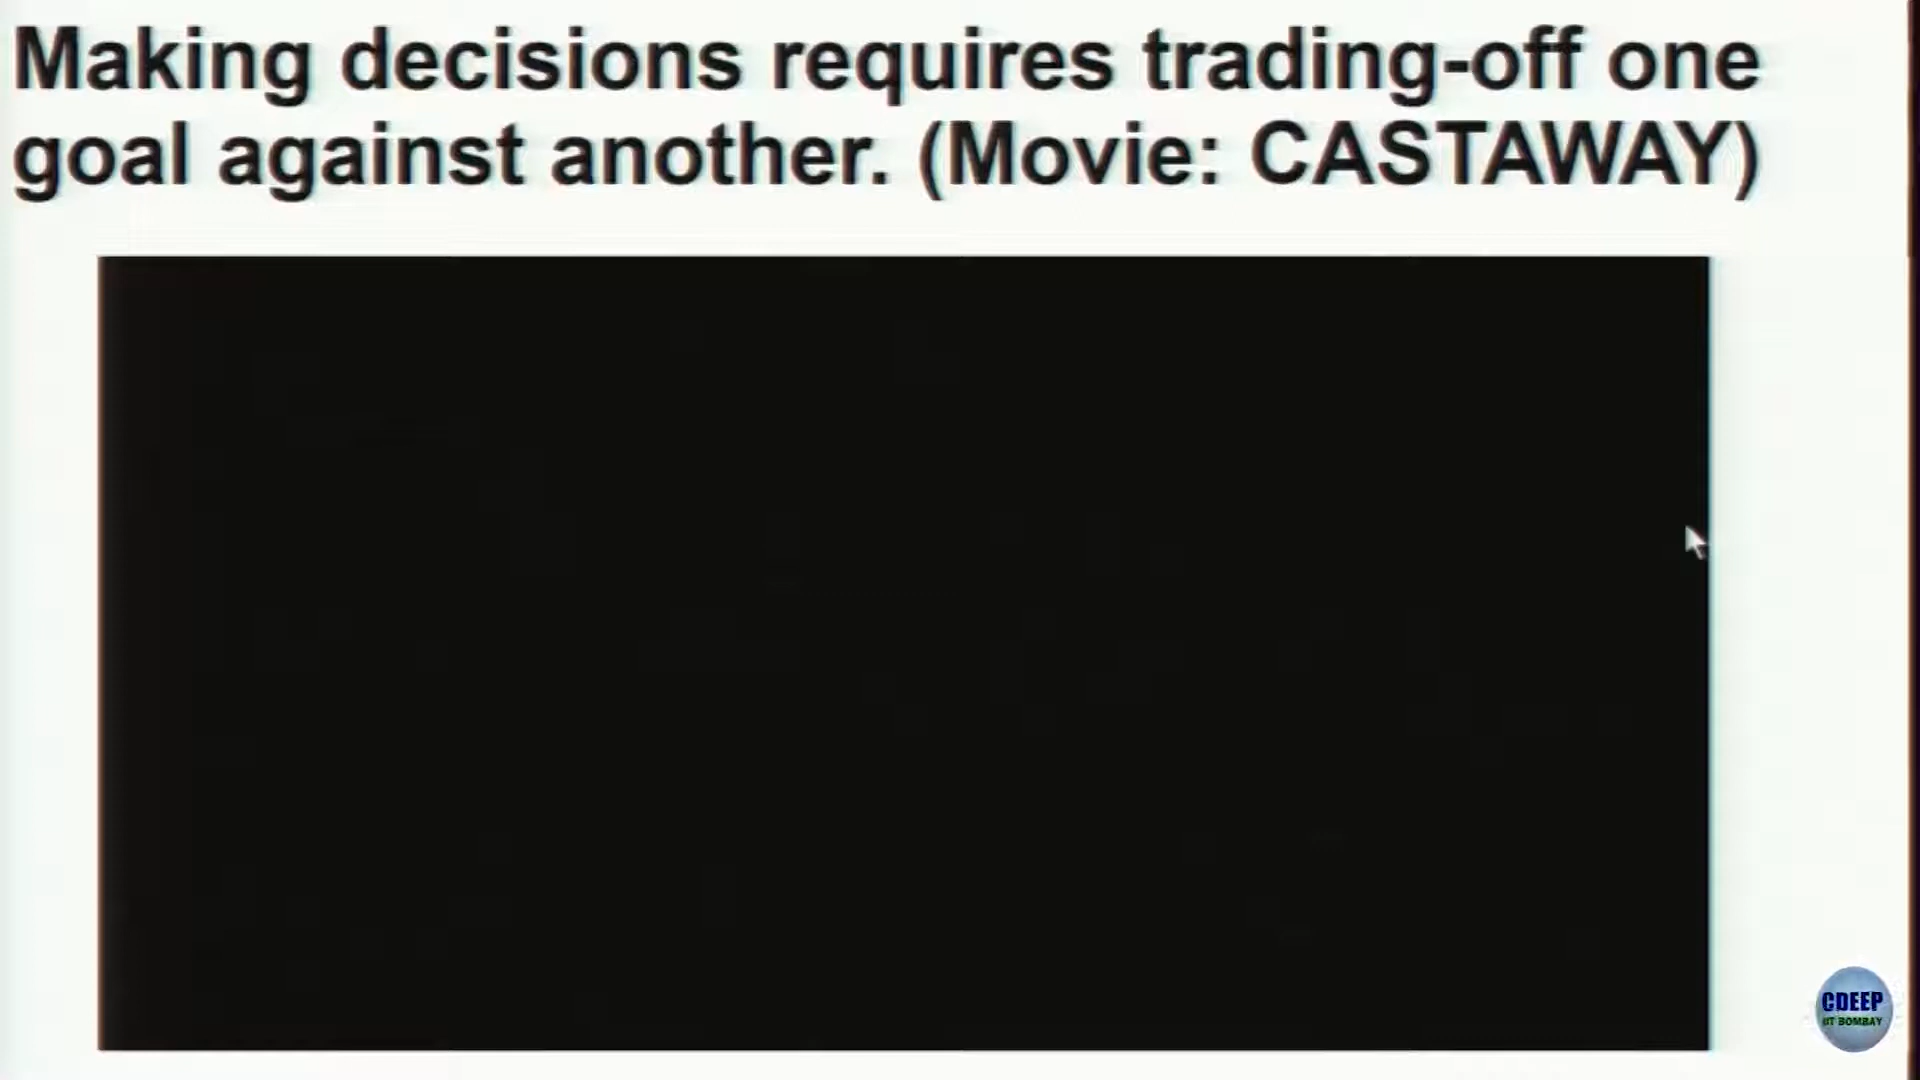 Making decisions requires trading-off one
goal against another. (Movie: CASTAWAY)
CDEEP
IIT BOMBAY